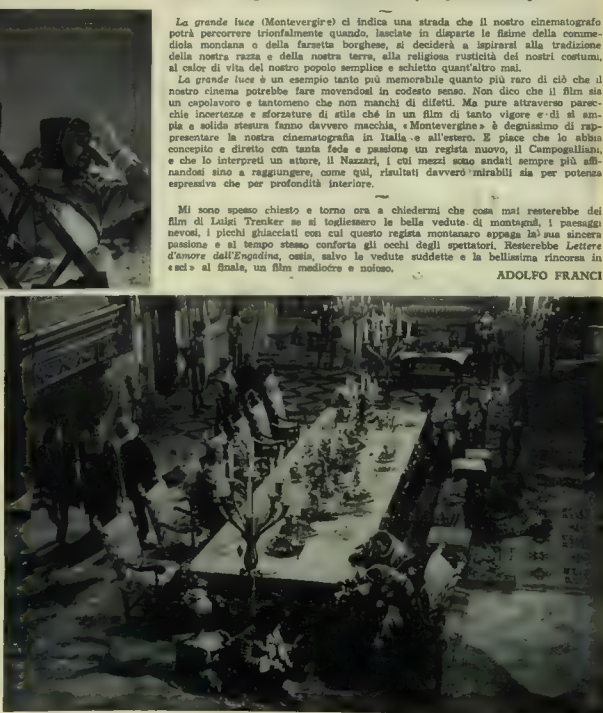 La grande luce (Montevergine) ci indica una strada che il nostro cinematografo
potrà percorrere trionfalmente quando, lasciate in disparte le fisime della comme-
diola mondana o della farsetta borghese, si deciderà a ispirarsi alla tradizione
della nostra razza e della nostra terra, alla religiosa rusticità dei nostri costumi,
al calor di vita del nostro popolo semplice e schietto quant'altro mai.
La grande luce è un esempio tanto più memorabile quanto più raro di ciò che il
nostro cinema potrebbe fare movendosi in codesto senso. Non dico che il film sia
un capolavoro e tantomeno che non manchi di difetti. Ma pure attraverso parec-
chie incertezze e sforzature di stile ché in un film di tanto vigore e di sì am-
pia e solida stesura fanno davvero macchia, « Montevergine » è degnissimo di rap-
presentare la nostra cinematografia in Italia e all'estero. E piace che lo abbia
concepito e diretto con tanta fede e passione un regista nuovo, il Campogalliani,
e che lo interpreti un attore, il Nazzari, i cui mezzi sono andati sempre più affi-
nandosi sino a raggiungere, come qui, risultati davvero mirabili sia per potenza
espressiva che per profondità interiore.
Mi sono spesso chiesto e torno ora a chiedermi che cosa mai resterebbe dei
film di Luigi Trenker se si togliessero le belle vedute di montagna, i paesaggi
nevosi, i picchi ghiacciati con cui questo regista montanaro appaga la sua sincera
passione e al tempo stesso conforta gli occhi degli spettatori. Resterebbe Lettere
d'amore dall'Engadina, ossia, salvo le vedute suddette e la bellissima rincorsa in
« sci » al finale, un film mediocre e noioso.
ADOLFO FRANCI